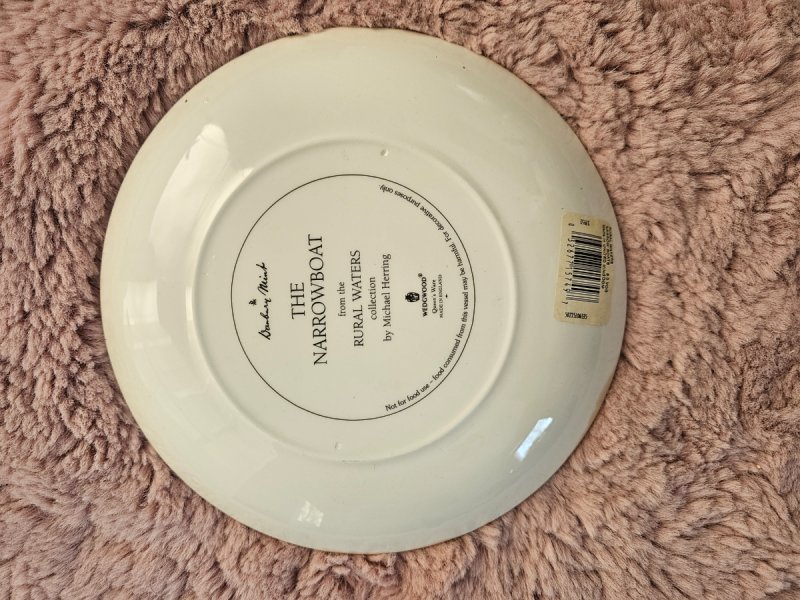 Danbury Mint
THE
NARROWBOAT
from the
RURAL WATERS
collection
by Michael Herring
WEDGWOOD®
Queen's Ware
MADE IN ENGLAND
Not for food use – food consumed from this vessel may be harmful. For decorative purposes only.